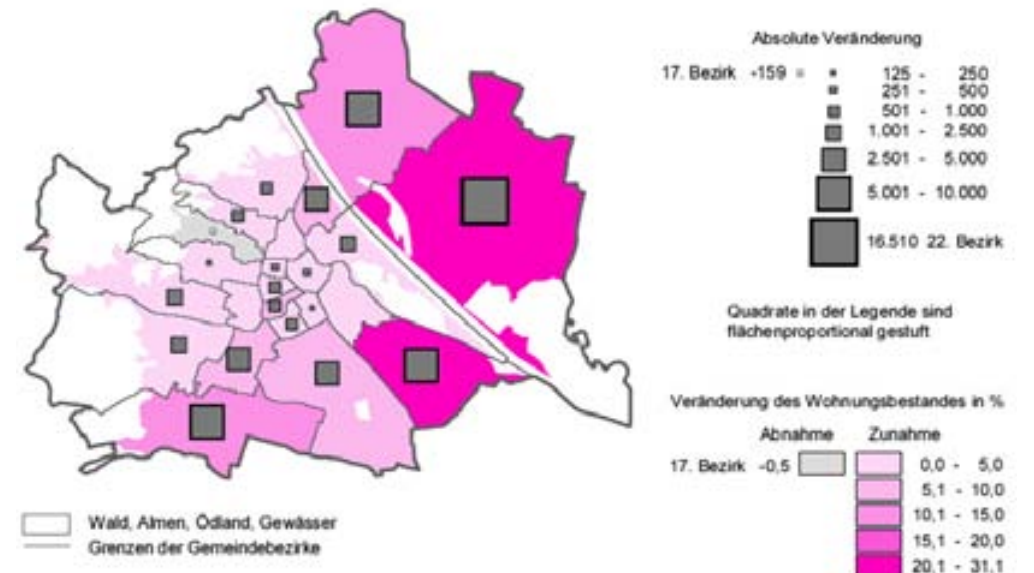 Absolute Veränderung
17. Bezirk -159 125 - 250
251 - 500
501 - 1.000
1.001 - 2.500
2.501 - 5.000
5.001 - 10.000
16.510 22. Bezirk
Quadrate in der Legende sind
flächenproportional gestuft
Veränderung des Wohnungsbestandes in %
Abnahme Zunahme
17. Bezirk -0,5 0,0 - 5,0
5,1 - 10,0
10,1 - 15,0
15,1 - 20,0
20,1 - 31,1
Wald, Almen, Ödland, Gewässer
Grenzen der Gemeindebezirke